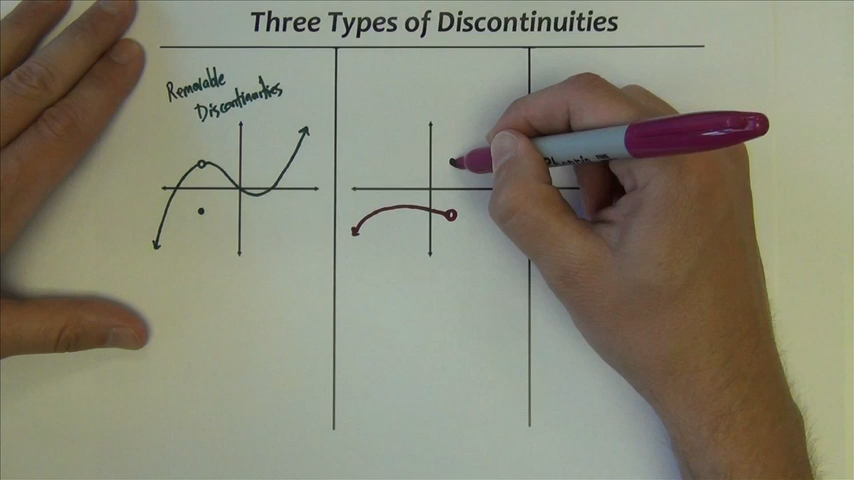 Three Types of Discontinuities
Removable
Discontinuities